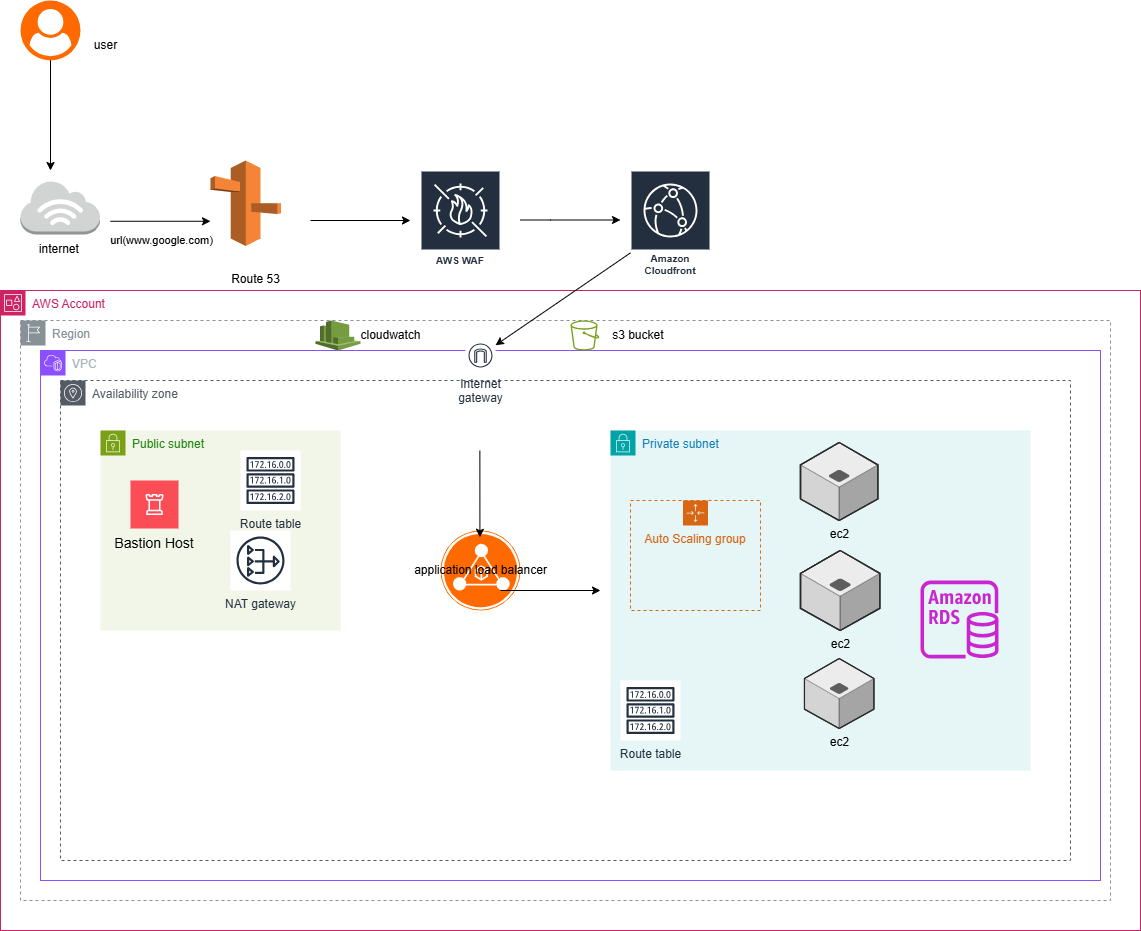 user
internet
url(www.google.com)
Route 53
AWS WAF
Amazon
Cloudfront
AWS Account
Region
cloudwatch
s3 bucket
VPC
Internet
gateway
Availability zone
Public subnet
172.16.0.0
172.16.1.0
172.16.2.0
Route table
Bastion Host
NAT gateway
application load balancer
Private subnet
Auto Scaling group
ec2
ec2
ec2
Amazon
RDS
172.16.0.0
172.16.1.0
172.16.2.0
Route table